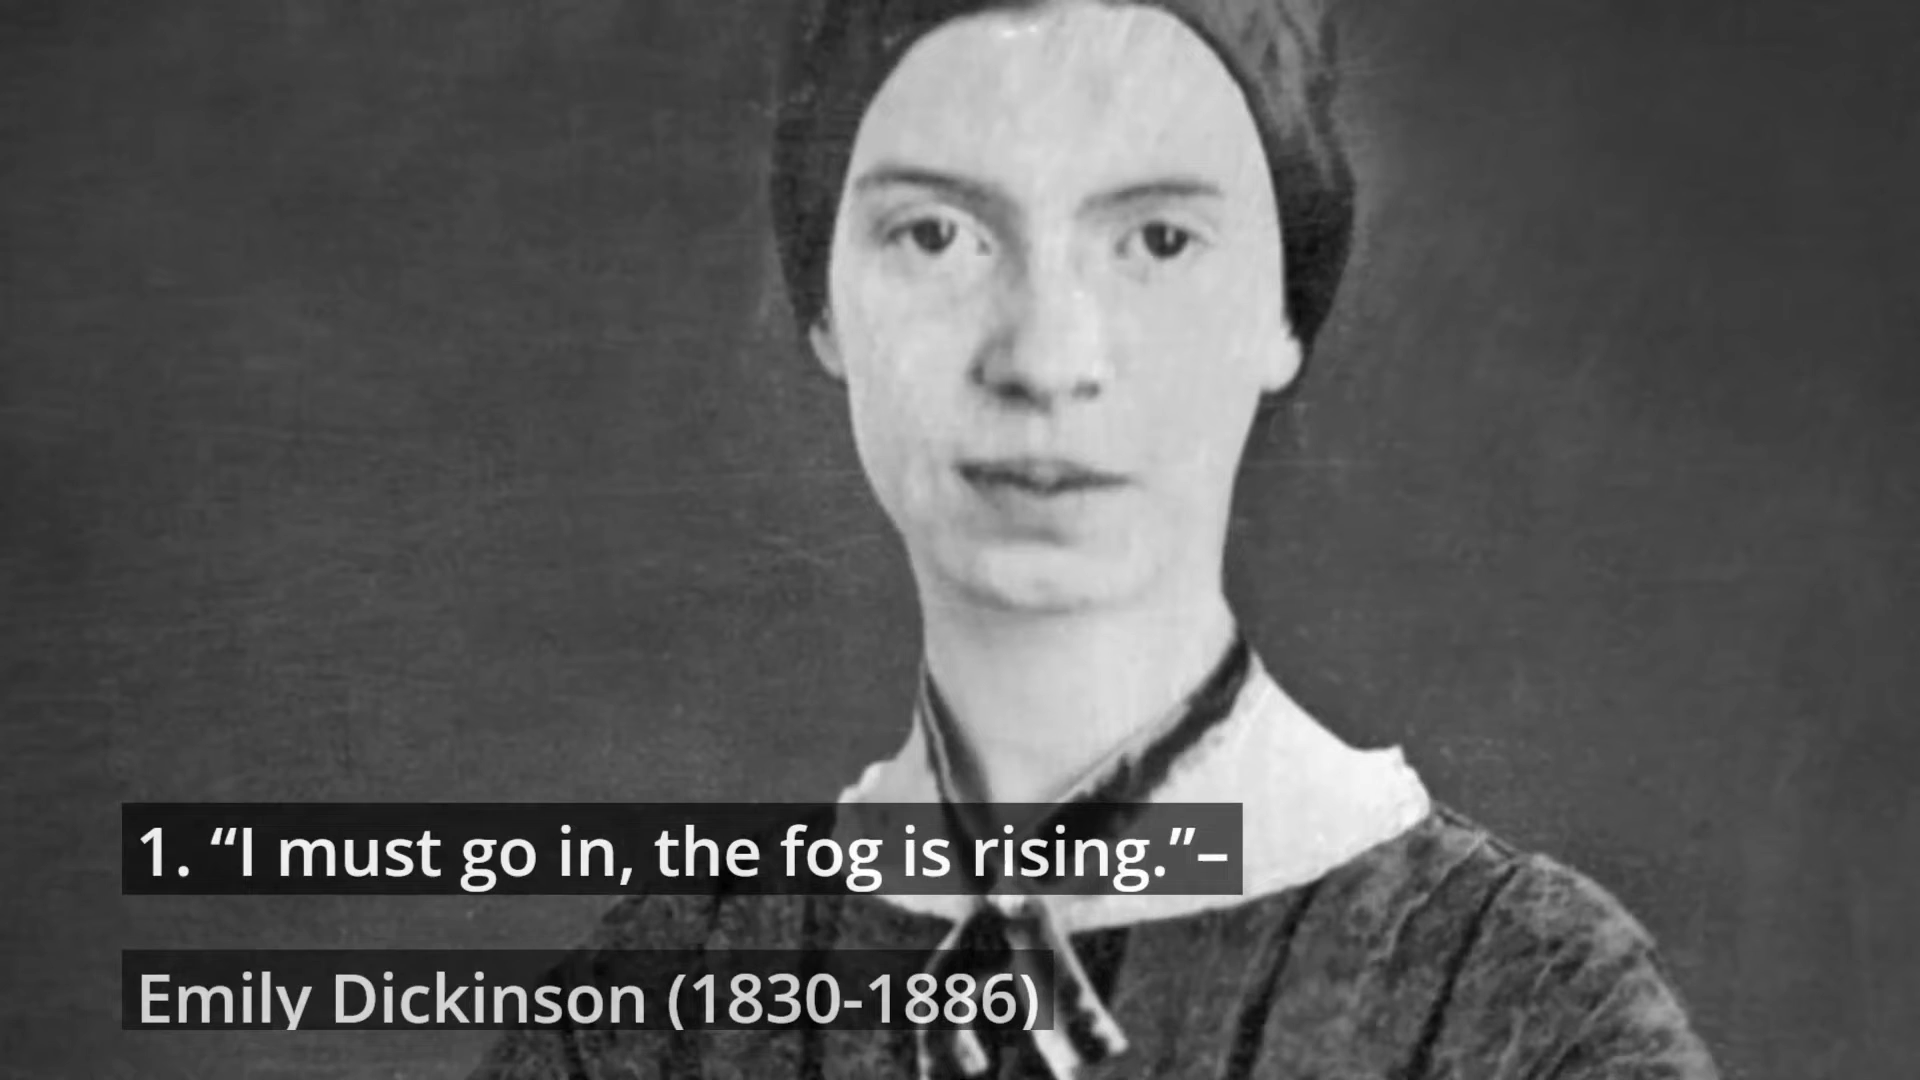 1. “I must go in, the fog is rising.”–
Emily Dickinson (1830-1886)